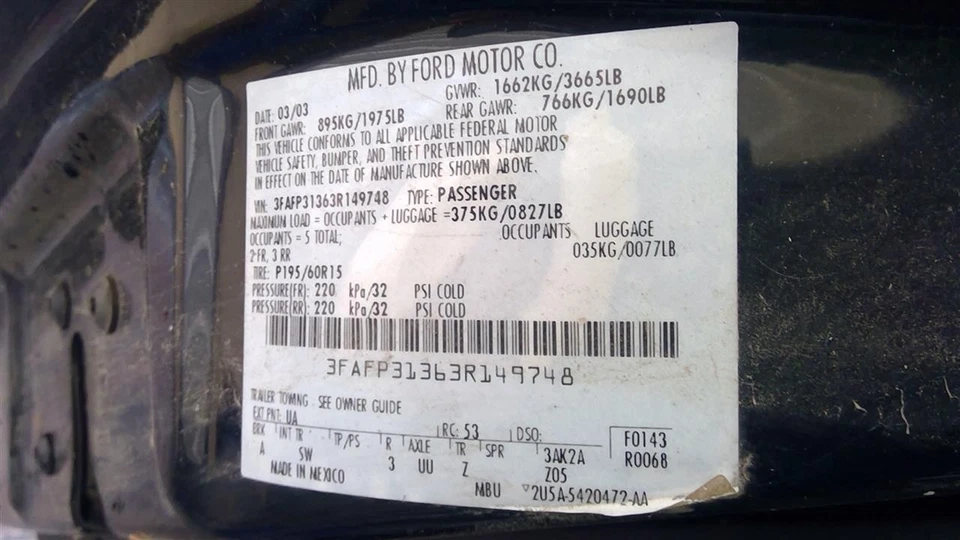 MFD. BY FORD MOTOR CO.
DATE: 03/03 GVWR: 1662KG/3665LB
FRONT GAWR: 895KG/1975LB REAR GAWR: 766KG/1690LB
THIS VEHICLE CONFORMS TO ALL APPLICABLE FEDERAL MOTOR
VEHICLE SAFETY, BUMPER, AND THEFT PREVENTION STANDARDS
IN EFFECT ON THE DATE OF MANUFACTURE SHOWN ABOVE.
VIN: 3FAFP31363R149748 TYPE: PASSENGER
MAXIMUM LOAD = OCCUPANTS + LUGGAGE =375KG/0827LB
OCCUPANTS = 5 TOTAL; OCCUPANTS LUGGAGE
2-FR, 3 RR 035KG/0077LB
TIRE: P195/60R15
PRESSURE(FR): 220 kPa/32 PSI COLD
PRESSURE(RR): 220 kPa/32 PSI COLD
3FAFP31363R149748
TRAILER TOWING - SEE OWNER GUIDE
EXT PNT: UA RC: 53 DSO: F0143
BRK INT TR TP/PS R AXLE TR SPR 3AK2A R0068
A SW 3 UU Z Z05
MADE IN MEXICO MBU ▽2U5A-5420472-AA